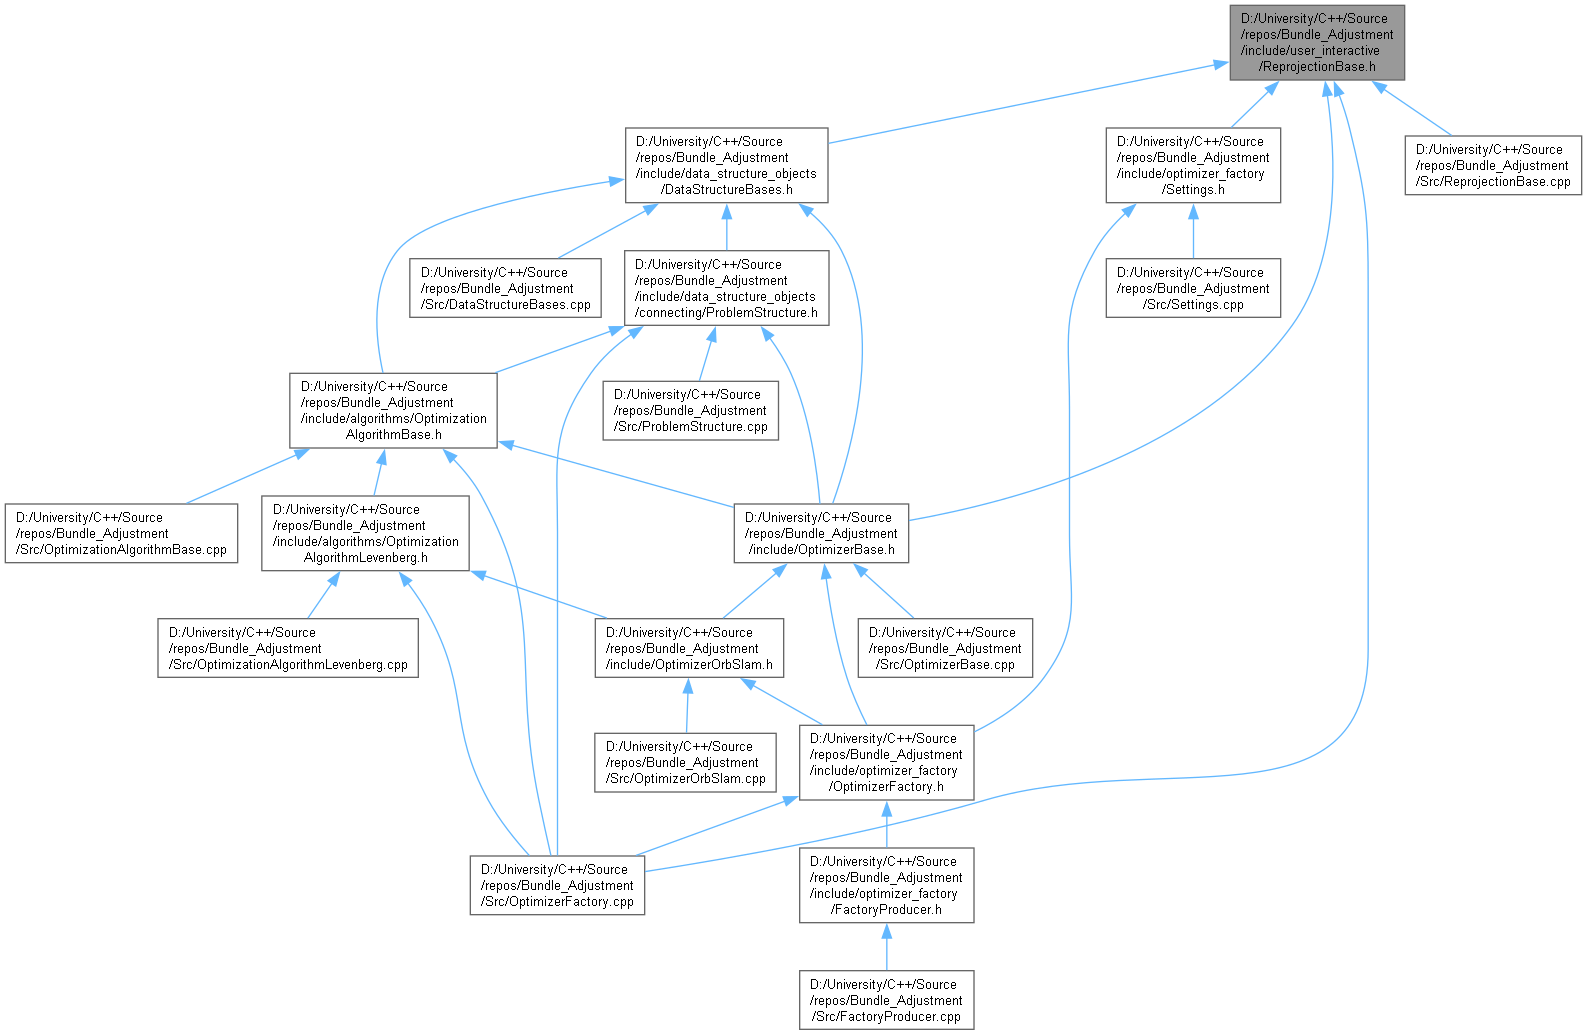 D:/University/C++/Source
/repos/Bundle_Adjustment
/include/user_interactive
/ReprojectionBase.h
D:/University/C++/Source
/repos/Bundle_Adjustment
/include/data_structure_objects
/DataStructureBases.h
D:/University/C++/Source
/repos/Bundle_Adjustment
/include/optimizer_factory
/Settings.h
D:/University/C++/Source
/repos/Bundle_Adjustment
/Src/ReprojectionBase.cpp
D:/University/C++/Source
/repos/Bundle_Adjustment
/Src/DataStructureBases.cpp
D:/University/C++/Source
/repos/Bundle_Adjustment
/include/data_structure_objects
/connecting/ProblemStructure.h
D:/University/C++/Source
/repos/Bundle_Adjustment
/Src/Settings.cpp
D:/University/C++/Source
/repos/Bundle_Adjustment
/include/algorithms/Optimization
AlgorithmBase.h
D:/University/C++/Source
/repos/Bundle_Adjustment
/Src/ProblemStructure.cpp
D:/University/C++/Source
/repos/Bundle_Adjustment
/Src/OptimizationAlgorithmBase.cpp
D:/University/C++/Source
/repos/Bundle_Adjustment
/include/algorithms/Optimization
AlgorithmLevenberg.h
D:/University/C++/Source
/repos/Bundle_Adjustment
/include/OptimizerBase.h
D:/University/C++/Source
/repos/Bundle_Adjustment
/Src/OptimizationAlgorithmLevenberg.cpp
D:/University/C++/Source
/repos/Bundle_Adjustment
/include/OptimizerOrbSlam.h
D:/University/C++/Source
/repos/Bundle_Adjustment
/Src/OptimizerBase.cpp
D:/University/C++/Source
/repos/Bundle_Adjustment
/Src/OptimizerOrbSlam.cpp
D:/University/C++/Source
/repos/Bundle_Adjustment
/include/optimizer_factory
/OptimizerFactory.h
D:/University/C++/Source
/repos/Bundle_Adjustment
/Src/OptimizerFactory.cpp
D:/University/C++/Source
/repos/Bundle_Adjustment
/include/optimizer_factory
/FactoryProducer.h
D:/University/C++/Source
/repos/Bundle_Adjustment
/Src/FactoryProducer.cpp